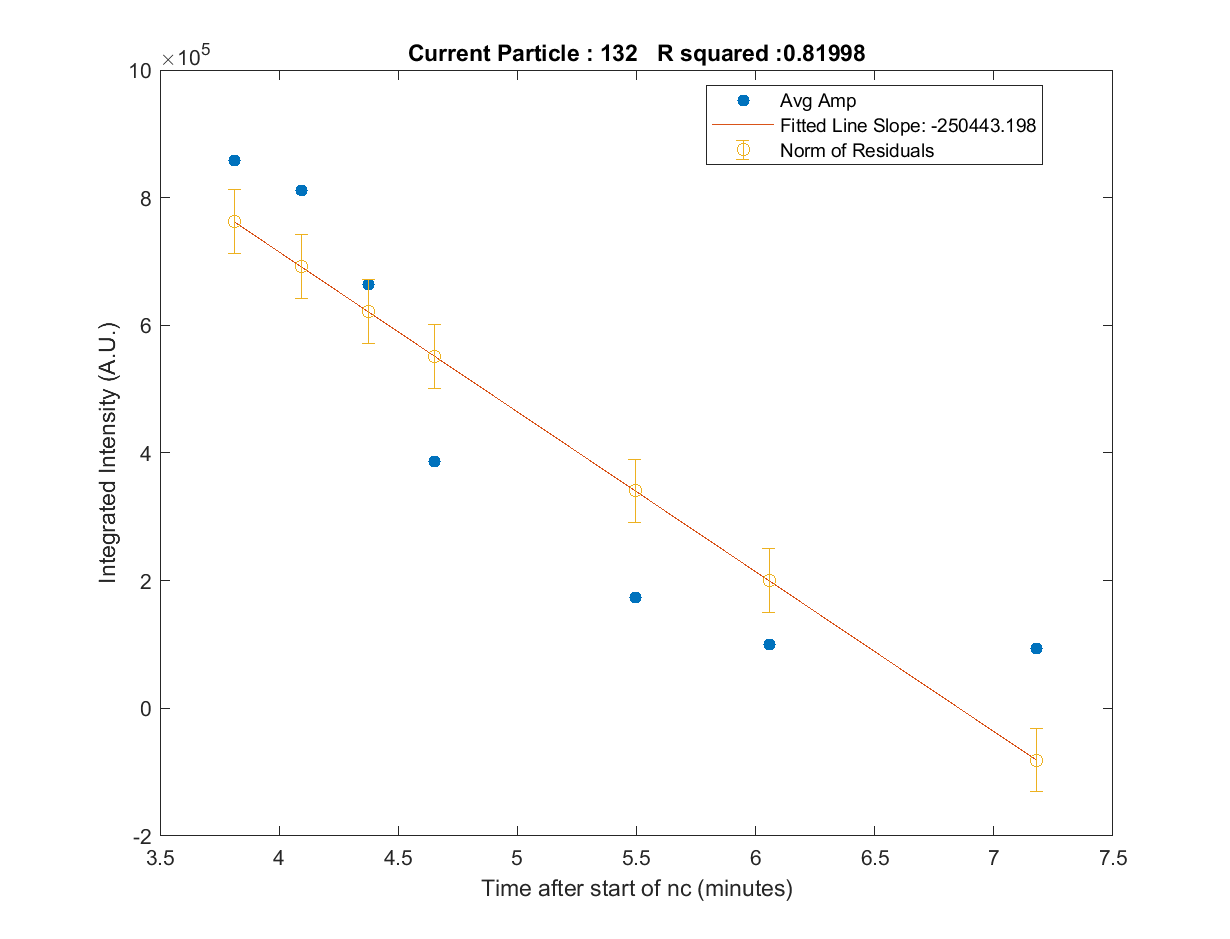 Current Particle : 132   R squared :0.81998
×10^5
Avg Amp
Fitted Line Slope: -250443.198
Norm of Residuals
10
8
6
4
2
0
-2
Integrated Intensity (A.U.)
3.5 4 4.5 5 5.5 6 6.5 7 7.5
Time after start of nc (minutes)